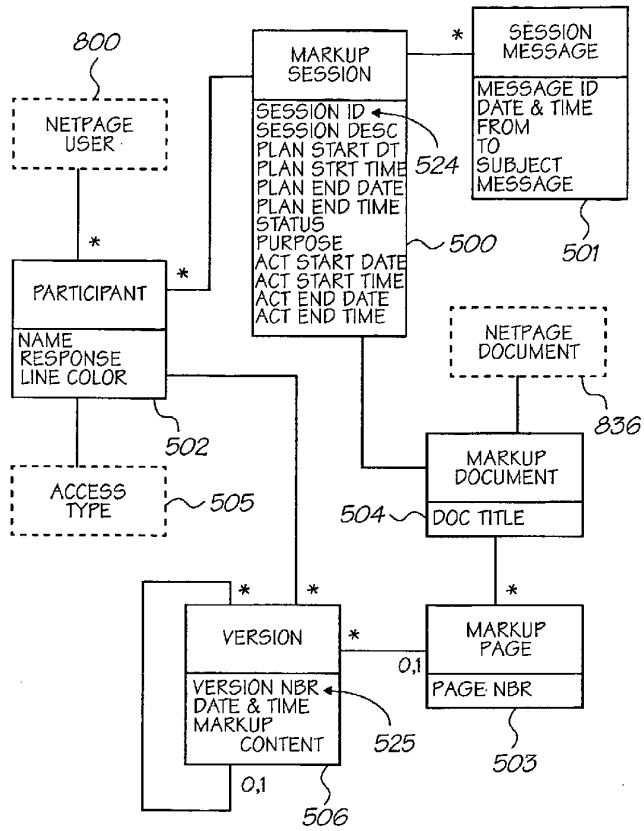 800
NETPAGE
USER
*
MARKUP
SESSION
SESSION ID
SESSION DESC
PLAN START DT
PLAN STRT TIME
PLAN END DATE
PLAN END TIME
STATUS
PURPOSE
ACT START DATE
ACT START TIME
ACT END DATE
ACT END TIME
524
500
*
SESSION
MESSAGE
MESSAGE ID
DATE & TIME
FROM
TO
SUBJECT
MESSAGE
501
*
PARTICIPANT
NAME
RESPONSE
LINE COLOR
502
NETPAGE
DOCUMENT
836
ACCESS
TYPE
505
MARKUP
DOCUMENT
DOC TITLE
504
*
*
*
VERSION
VERSION NBR
DATE & TIME
MARKUP
CONTENT
525
506
0,1
*
0,1
MARKUP
PAGE
PAGE NBR
503